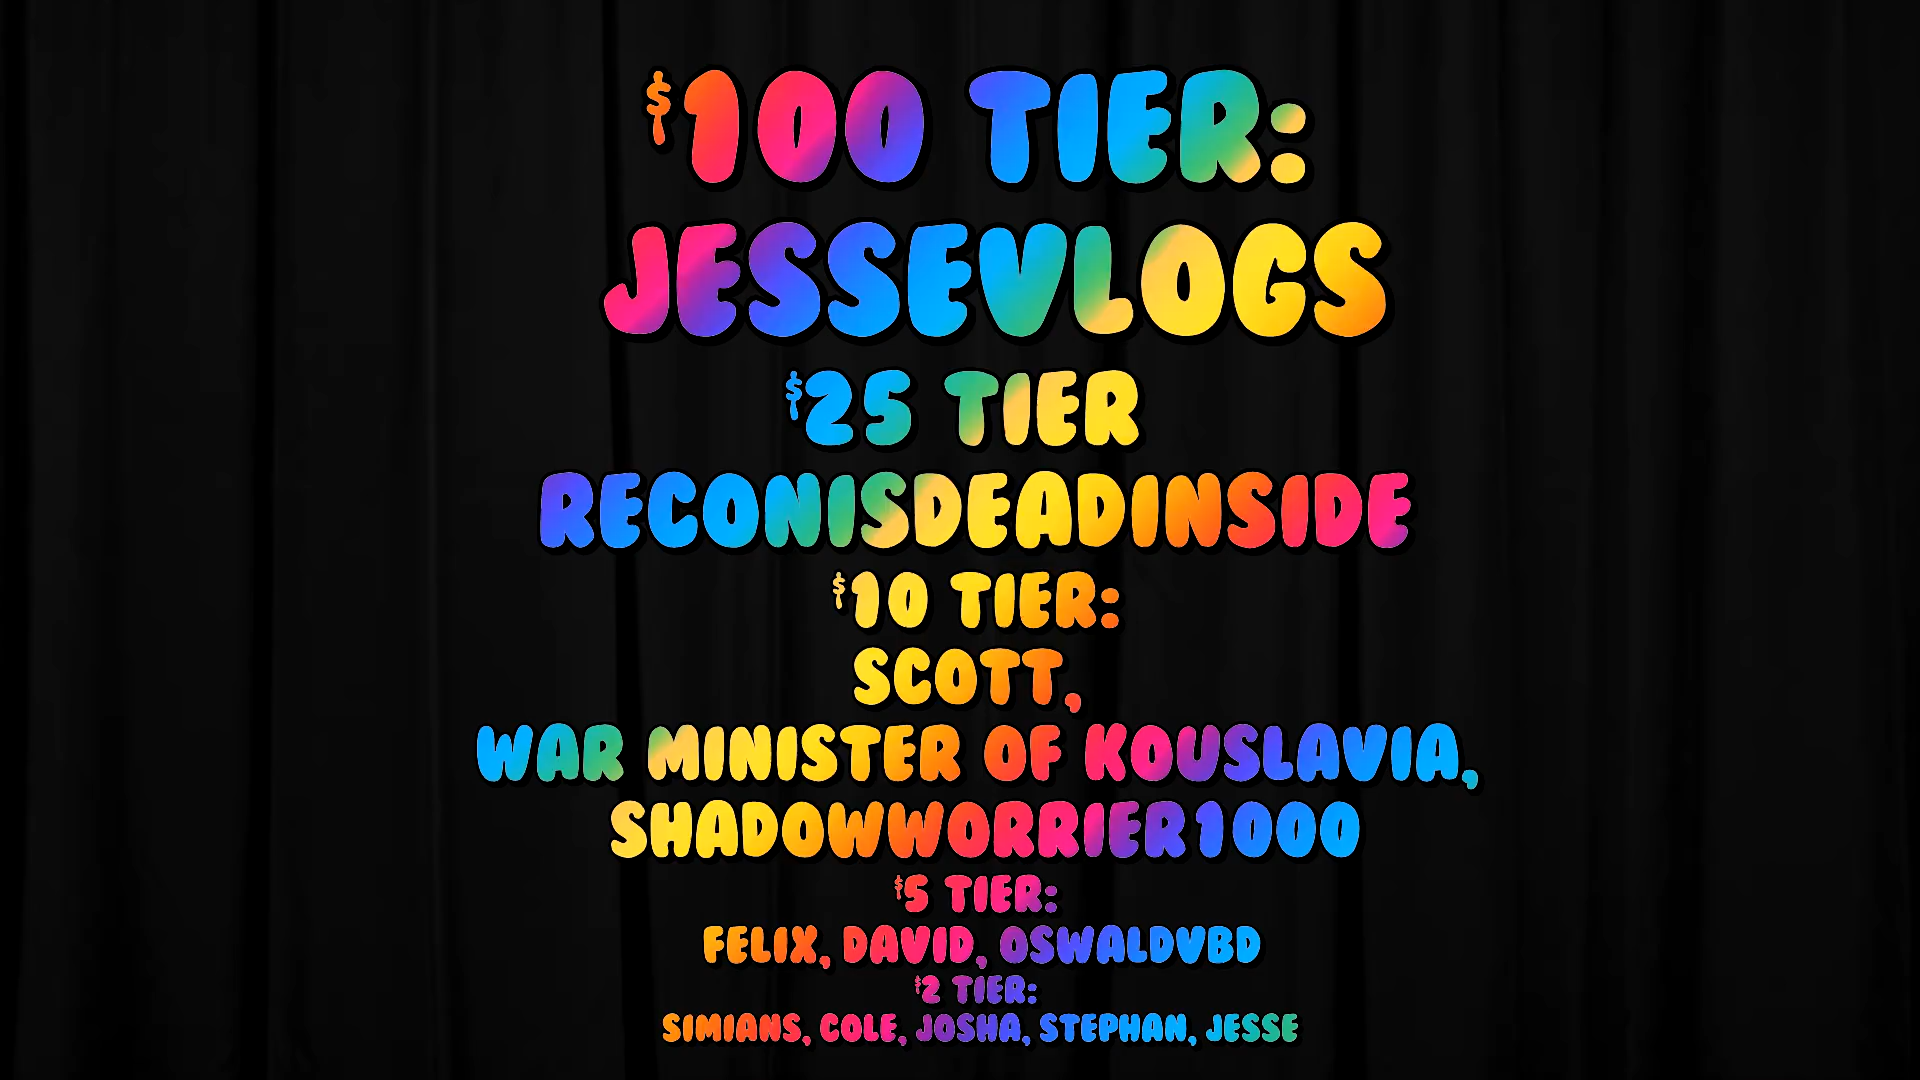 $100 TIER:
JESSEVLOGS
$25 TIER
RECONISDEADINSIDE
$10 TIER:
SCOTT,
WAR MINISTER OF KOUSLAVIA,
SHADOWWORRIER1000
$5 TIER:
FELIX, DAVID, OSWALDVBD
$2 TIER:
SIMIANS, COLE, JOSHA, STEPHAN, JESSE